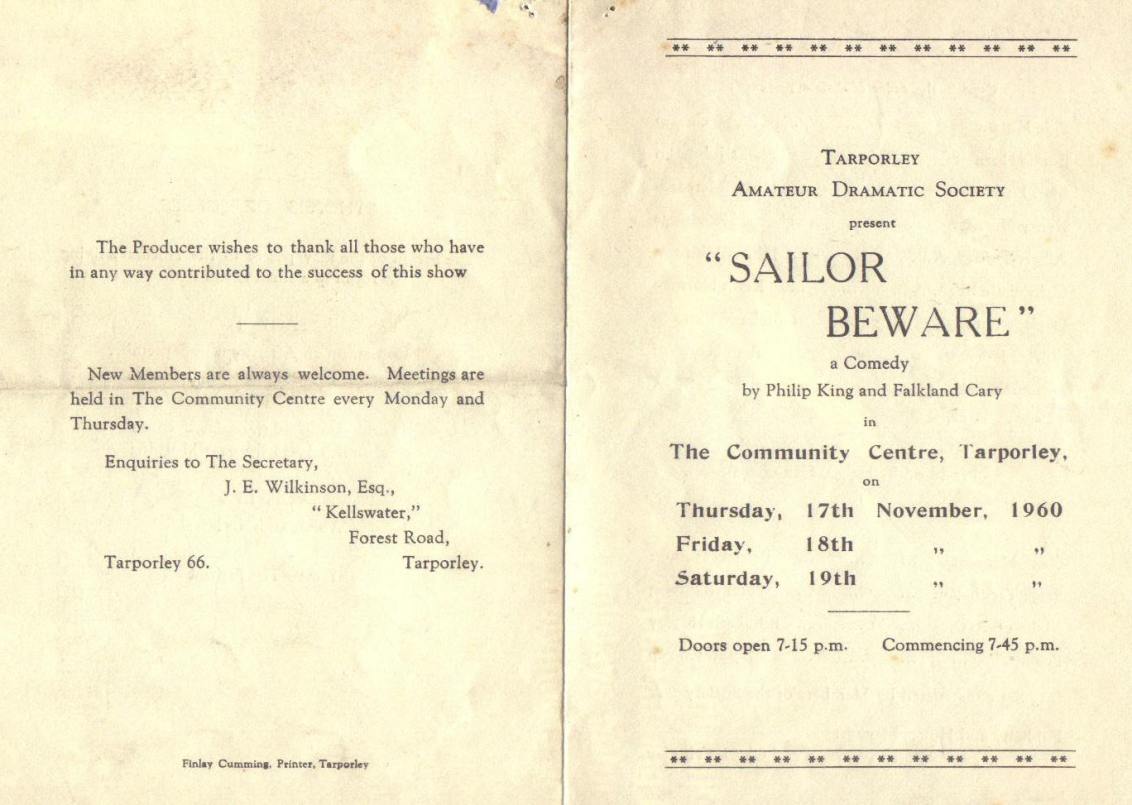 The Producer wishes to thank all those who have
in any way contributed to the success of this show
New Members are always welcome. Meetings are
held in The Community Centre every Monday and
Thursday.
Enquiries to The Secretary,
J. E. Wilkinson, Esq.,
"Kellswater,"
Forest Road,
Tarporley 66. Tarporley.
Finlay Cumming, Printer, Tarporley
** ** ** ** ** ** ** ** ** ** ** **
TARPORLEY
AMATEUR DRAMATIC SOCIETY
present
"SAILOR
BEWARE"
a Comedy
by Philip King and Falkland Cary
in
The Community Centre, Tarporley,
on
Thursday, 17th November, 1960
Friday, 18th „ „
Saturday, 19th „ „
Doors open 7-15 p.m. Commencing 7-45 p.m.
** ** ** ** ** ** ** ** ** ** ** **